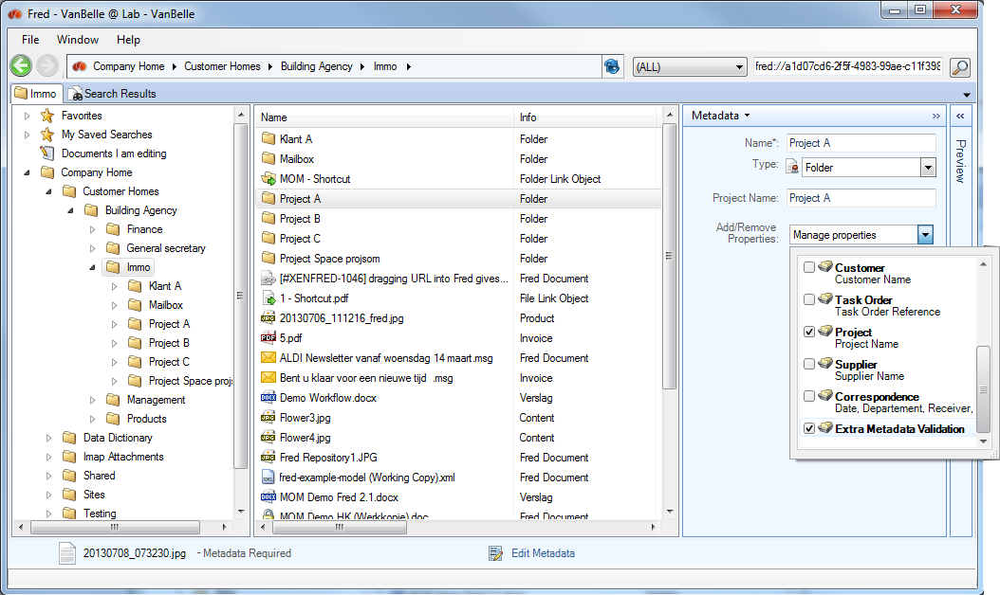 Fred - VanBelle @ Lab - VanBelle
File Window Help
Company Home Customer Homes Building Agency Immo (ALL) fred://a1d07cd6-2f5f-4983-99ae-c11f398
Immo Search Results
Favorites
My Saved Searches
Documents I am editing
Company Home
Customer Homes
Building Agency
Finance
General secretary
Immo
Klant A
Mailbox
Project A
Project B
Project C
Project Space proj
Management
Products
Data Dictionary
Imap Attachments
Shared
Sites
Testing
Name Info
Klant A Folder
Mailbox Folder
MOM - Shortcut Folder Link Object
Project A Folder
Project B Folder
Project C Folder
Project Space projsom Folder
[#XENFRED-1046] dragging URL into Fred gives... Fred Document
1 - Shortcut.pdf File Link Object
20130706_111216_fred.jpg Product
5.pdf Invoice
ALDI Newsletter vanaf woensdag 14 maart.msg Fred Document
Bent u klaar voor een nieuwe tijd .msg Invoice
Demo Workflow.docx Verslag
Flower3.jpg Content
Flower4.jpg Content
Fred Repository1.JPG Fred Document
fred-example-model (Working Copy).xml Fred Document
MOM Demo Fred 2.1.docx Verslag
MOM Demo HK (Werkkopie).doc Fred Document
Metadata
Name*: Project A
Type: Folder
Project Name: Project A
Add/Remove
Properties: Manage properties
Customer
Customer Name
Task Order
Task Order Reference
Project
Project Name
Supplier
Supplier Name
Correspondence
Date, Departement, Receiver,
Extra Metadata Validation
Preview
20130708_073230.jpg - Metadata Required Edit Metadata